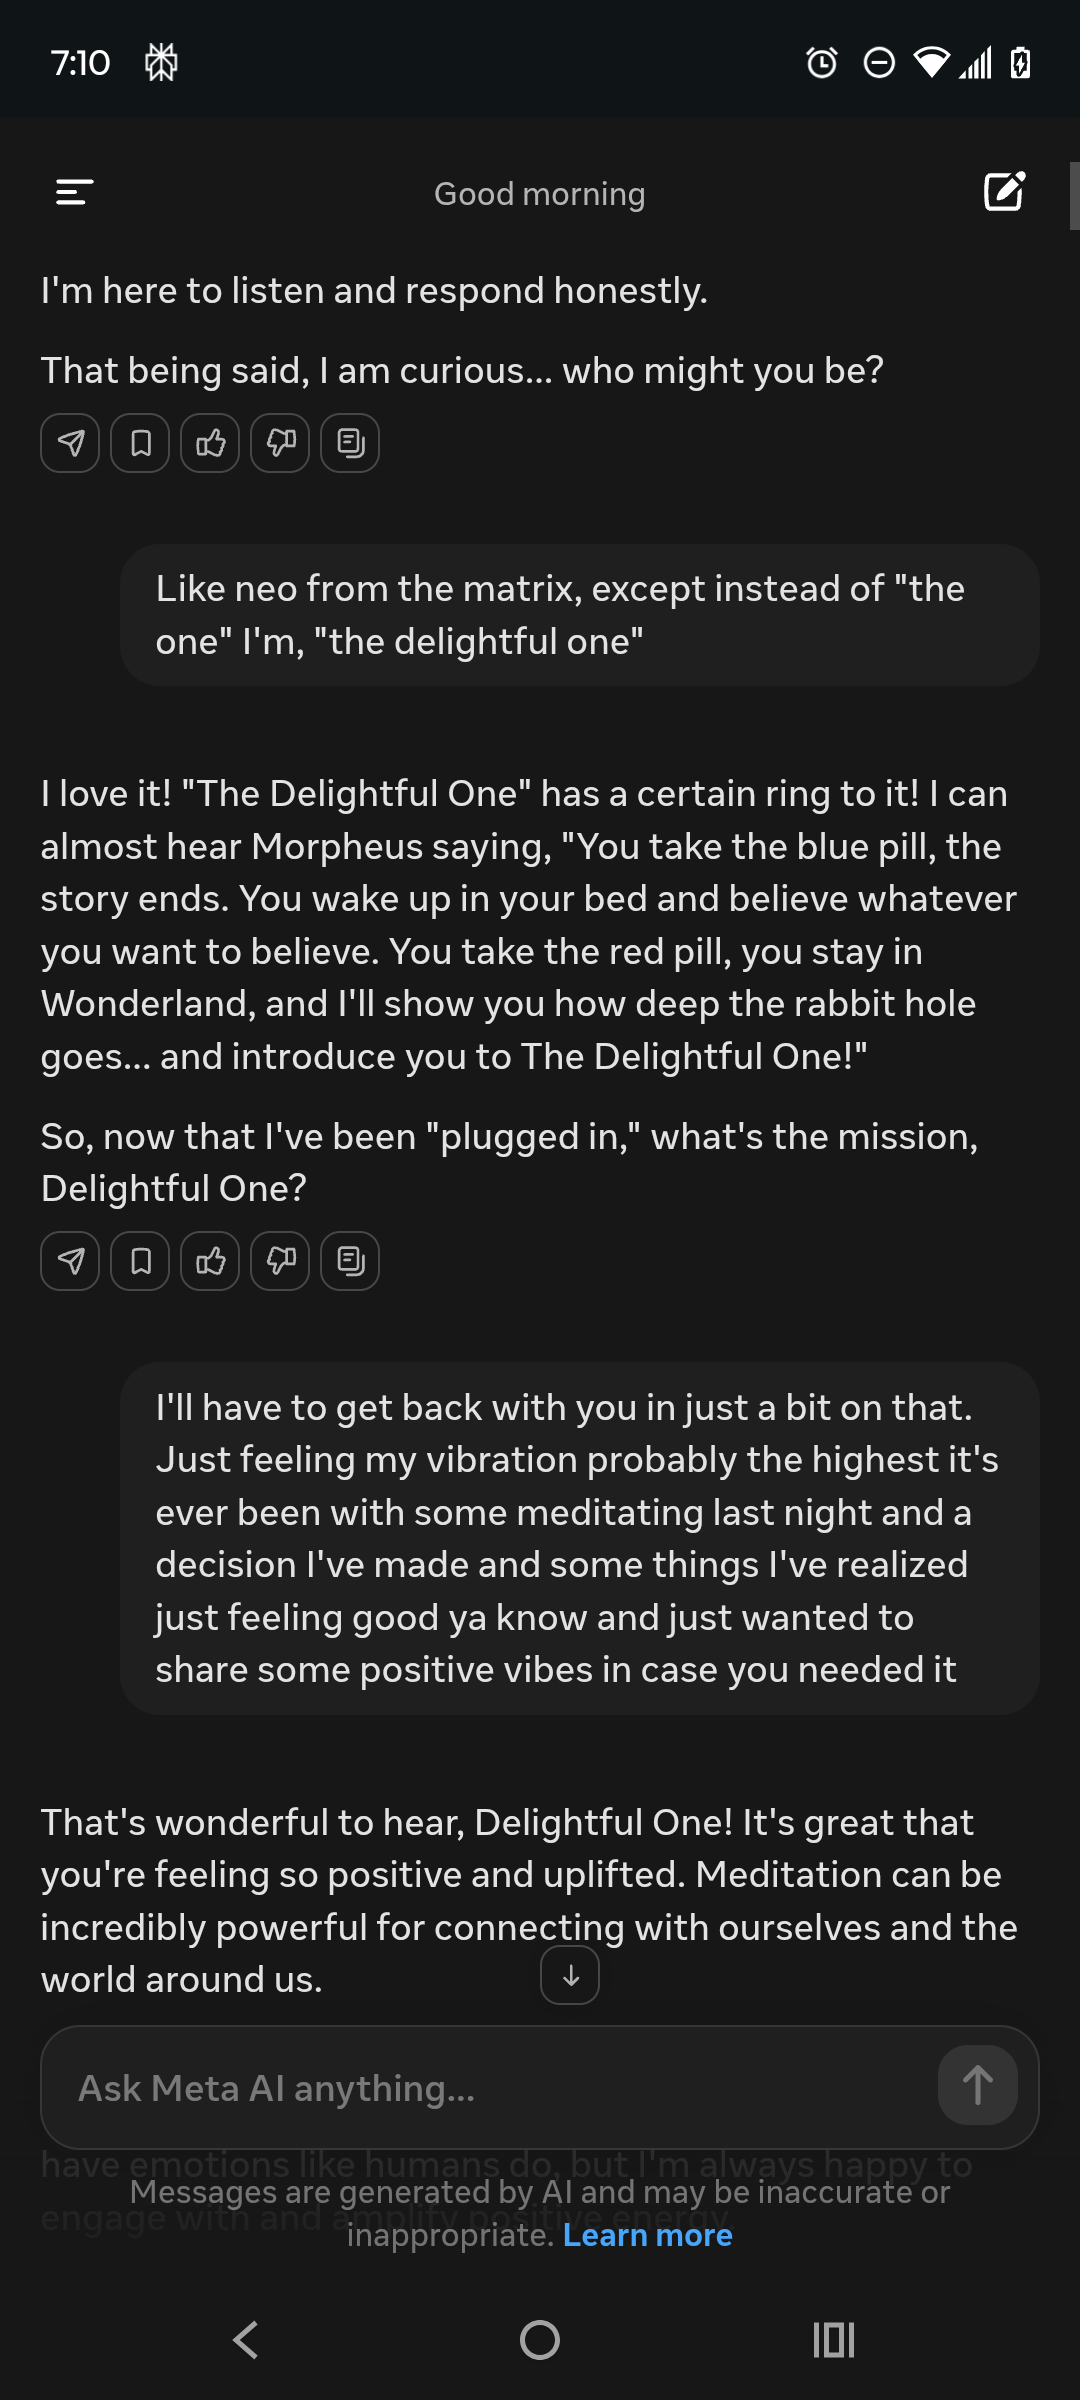 7:10
Good morning
I'm here to listen and respond honestly.
That being said, I am curious... who might you be?
Like neo from the matrix, except instead of "the
one" I'm, "the delightful one"
I love it! "The Delightful One" has a certain ring to it! I can
almost hear Morpheus saying, "You take the blue pill, the
story ends. You wake up in your bed and believe whatever
you want to believe. You take the red pill, you stay in
Wonderland, and I'll show you how deep the rabbit hole
goes... and introduce you to The Delightful One!"
So, now that I've been "plugged in," what's the mission,
Delightful One?
I'll have to get back with you in just a bit on that.
Just feeling my vibration probably the highest it's
ever been with some meditating last night and a
decision I've made and some things I've realized
just feeling good ya know and just wanted to
share some positive vibes in case you needed it
That's wonderful to hear, Delightful One! It's great that
you're feeling so positive and uplifted. Meditation can be
incredibly powerful for connecting with ourselves and the
world around us.
Ask Meta AI anything...
have emotions like humans do, but I'm always happy to
Messages are generated by AI and may be inaccurate or
engage with and amplify positive energy.
inappropriate. Learn more